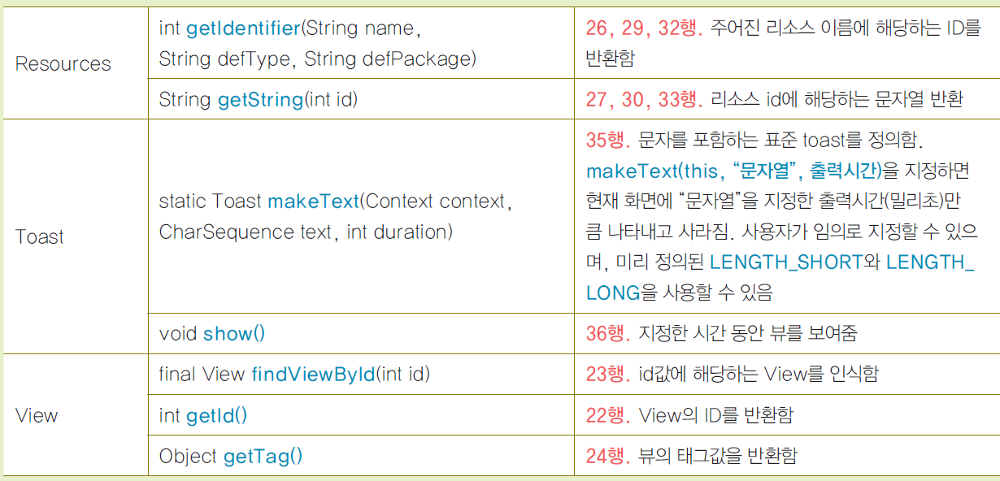 Resources
int getIdentifier(String name,
String defType, String defPackage)
26, 29, 32행. 주어진 리소스 이름에 해당하는 ID를
반환함
String getString(int id)
27, 30, 33행. 리소스 id에 해당하는 문자열 반환
Toast
static Toast makeText(Context context,
CharSequence text, int duration)
35행. 문자를 포함하는 표준 toast를 정의함.
makeText(this, “문자열”, 출력시간)을 지정하면
현재 화면에 “문자열”을 지정한 출력시간(밀리초)만
큼 나타내고 사라짐. 사용자가 임의로 지정할 수 있으
며, 미리 정의된 LENGTH_SHORT와 LENGTH_
LONG을 사용할 수 있음
void show()
36행. 지정한 시간 동안 뷰를 보여줌
View
final View findViewById(int id)
23행. id값에 해당하는 View를 인식함
int getId()
22행. View의 ID를 반환함
Object getTag()
24행. 뷰의 태그값을 반환함